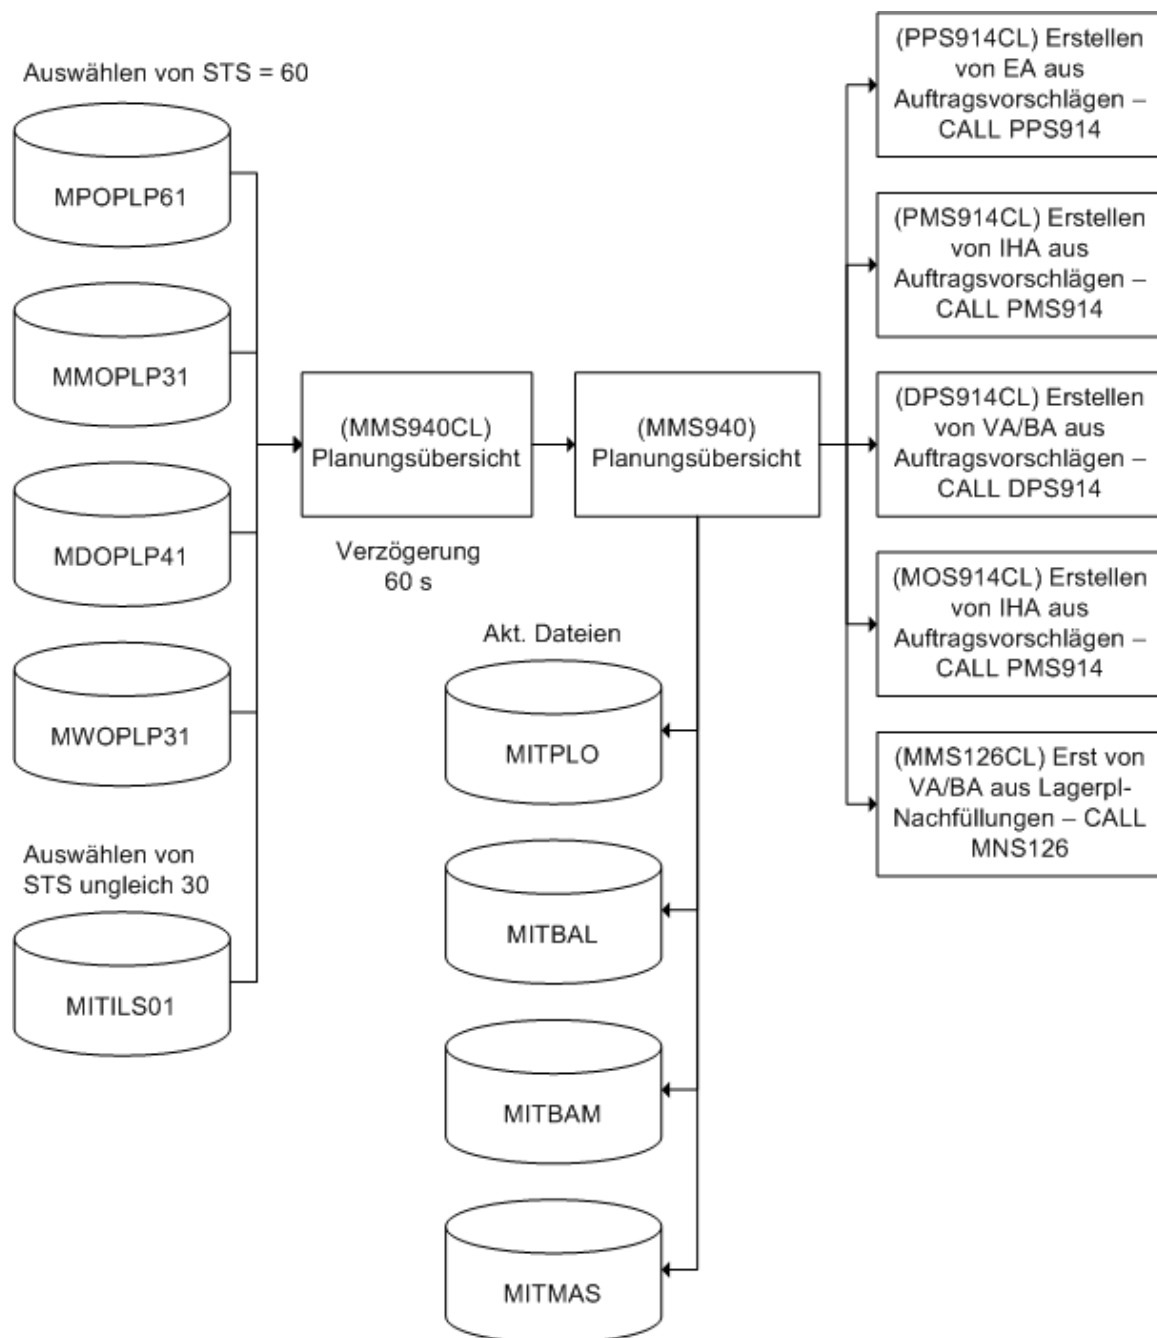 Auswählen von STS = 60
MPOPLP61
MMOPLP31
MDOPLP41
MWOPLP31
Auswählen von
STS ungleich 30
MITILS01
(MMS940CL)
Planungsübersicht
Verzögerung
60 s
(MMS940)
Planungsübersicht
Akt. Dateien
MITPLO
MITBAL
MITBAM
MITMAS
(PPS914CL) Erstellen
von EA aus
Auftragsvorschlägen –
CALL PPS914
(PMS914CL) Erstellen
von IHA aus
Auftragsvorschlägen –
CALL PMS914
(DPS914CL) Erstellen
von VA/BA aus
Auftragsvorschlägen –
CALL DPS914
(MOS914CL) Erstellen
von IHA aus
Auftragsvorschlägen –
CALL PMS914
(MMS126CL) Erst von
VA/BA aus Lagerpl-
Nachfüllungen – CALL
MNS126